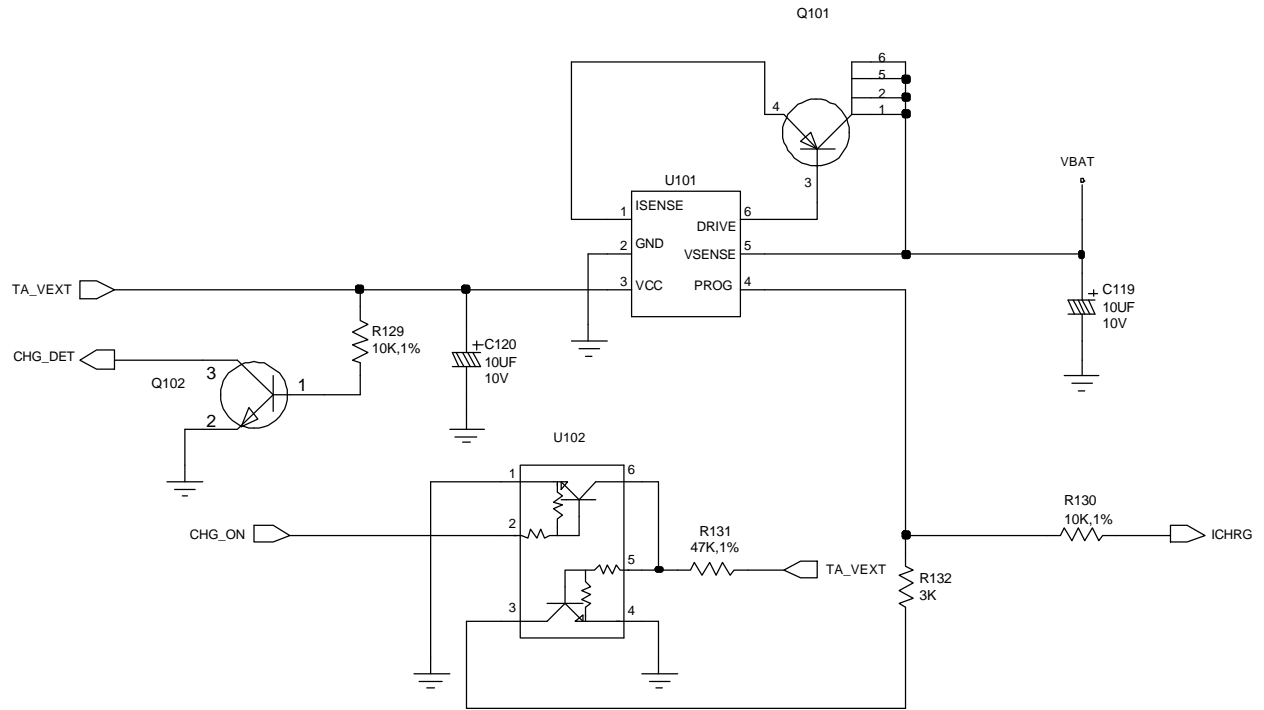 Q101
6
5
2
1
4
3
VBAT
U101
1 ISENSE
DRIVE 6
2 GND
VSENSE 5
3 VCC
PROG 4
TA_VEXT
+ C119
10UF
10V
R129
10K,1%
+ C120
10UF
10V
CHG_DET
Q102
3
1
2
U102
1
6
CHG_ON
2
R131
47K,1%
5
TA_VEXT
3
4
R130
10K,1%
ICHRG
R132
3K